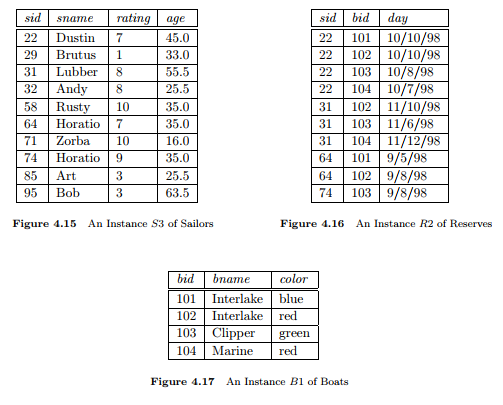 sid sname rating age
22 Dustin 7 45.0
29 Brutus 1 33.0
31 Lubber 8 55.5
32 Andy 8 25.5
58 Rusty 10 35.0
64 Horatio 7 35.0
71 Zorba 10 16.0
74 Horatio 9 35.0
85 Art 3 25.5
95 Bob 3 63.5
Figure 4.15 An Instance S3 of Sailors
sid bid day
22 101 10/10/98
22 102 10/10/98
22 103 10/8/98
22 104 10/7/98
31 102 11/10/98
31 103 11/6/98
31 104 11/12/98
64 101 9/5/98
64 102 9/8/98
74 103 9/8/98
Figure 4.16 An Instance R2 of Reserves
bid bname color
101 Interlake blue
102 Interlake red
103 Clipper green
104 Marine red
Figure 4.17 An Instance B1 of Boats